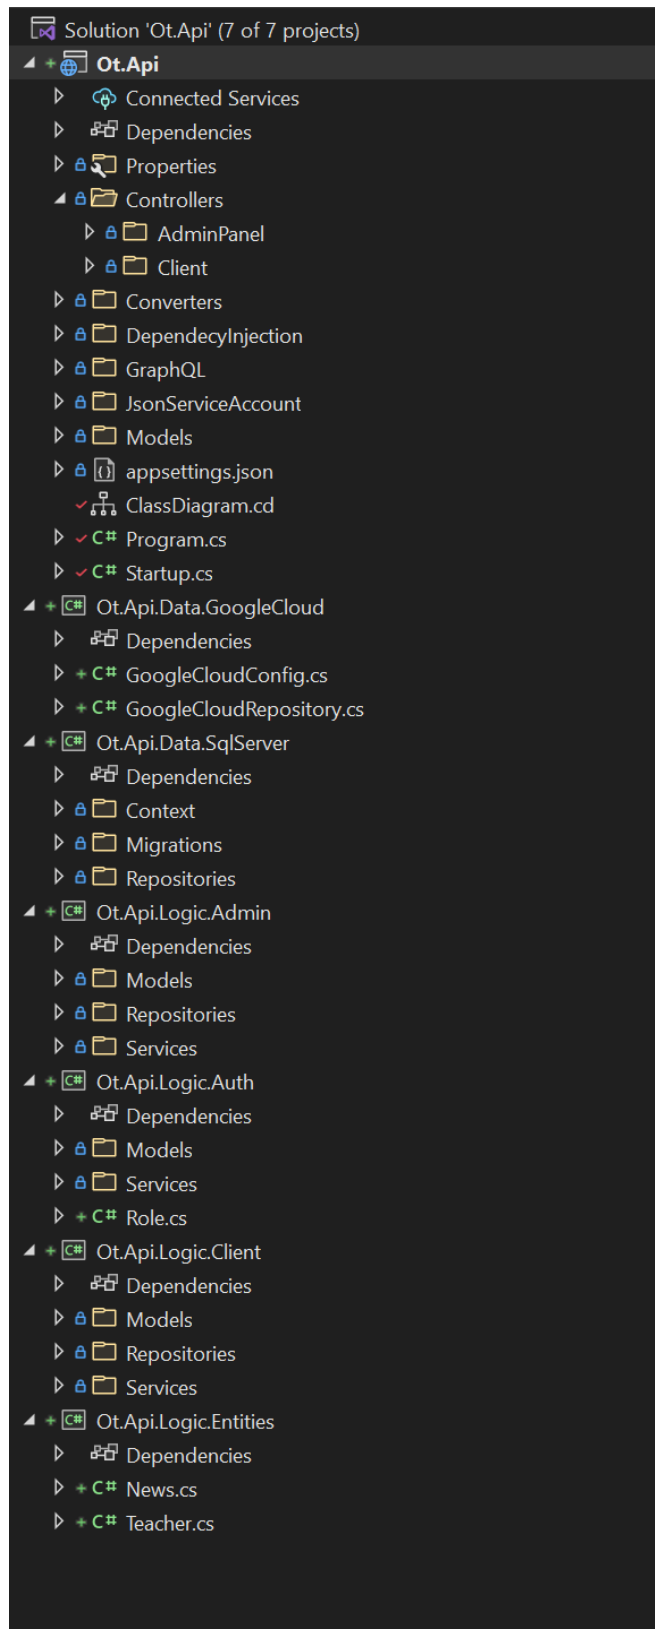 Solution 'Ot.Api' (7 of 7 projects)
Ot.Api
Connected Services
Dependencies
Properties
Controllers
AdminPanel
Client
Converters
DependecyInjection
GraphQL
JsonServiceAccount
Models
appsettings.json
ClassDiagram.cd
C# Program.cs
C# Startup.cs
C# Ot.Api.Data.GoogleCloud
Dependencies
C# GoogleCloudConfig.cs
C# GoogleCloudRepository.cs
C# Ot.Api.Data.SqlServer
Dependencies
Context
Migrations
Repositories
C# Ot.Api.Logic.Admin
Dependencies
Models
Repositories
Services
C# Ot.Api.Logic.Auth
Dependencies
Models
Services
C# Role.cs
C# Ot.Api.Logic.Client
Dependencies
Models
Repositories
Services
C# Ot.Api.Logic.Entities
Dependencies
C# News.cs
C# Teacher.cs